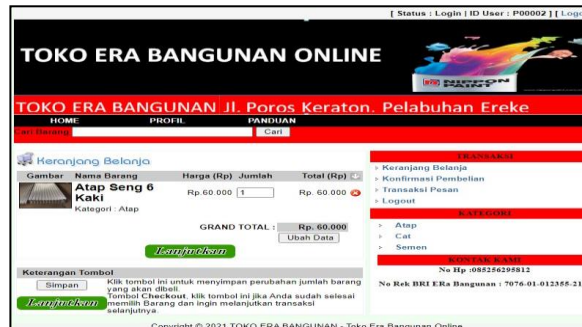 [ Status : Login | ID User : P00002 ] [ Logo
TOKO ERA BANGUNAN ONLINE
NIPPON
PAINT
TOKO ERA BANGUNAN Jl. Poros Keraton. Pelabuhan Ereke
HOME PROFIL PANDUAN
Cari Barang Cari
Keranjang Belanja
Gambar Nama Barang Harga (Rp) Jumlah Total (Rp)
Atap Seng 6 Kaki Rp.60.000 1 Rp. 60.000
Kategori : Atap
GRAND TOTAL : Rp. 60.000
Ubah Data
Lanjutkan
Keterangan Tombol
Simpan Klik tombol ini untuk menyimpan perubahan jumlah barang
yang akan dibeli.
Lanjutkan Tombol Checkout, klik tombol ini jika Anda sudah selesai
memilih Barang dan ingin melanjutkan transaksi
selanjutnya.
TRANSAKSI
Keranjang Belanja
Konfirmasi Pembelian
Transaksi Pesan
Logout
KATEGORI
Atap
Cat
Semen
KONTAK KAMI
No Hp :085256295812
No Rek BRI ERa Bangunan : 7076-01-012355-21
Copyright © 2021 TOKO ERA BANGUNAN - Toko Era Bangunan Online